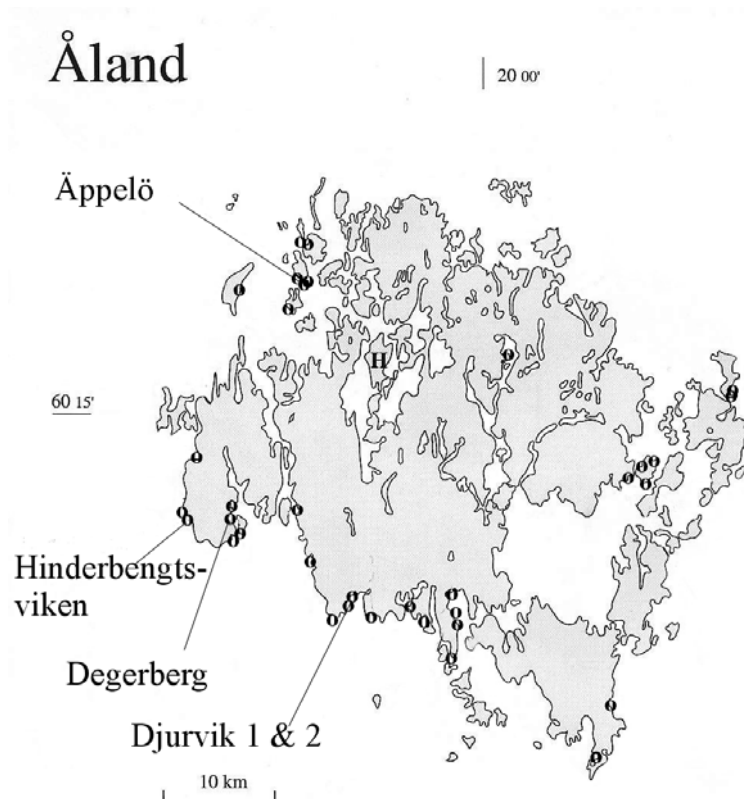 Åland
20 00'
Äppelö
H
60 15'
Hinderbengts-
viken
Degerberg
Djurvik 1 & 2
10 km